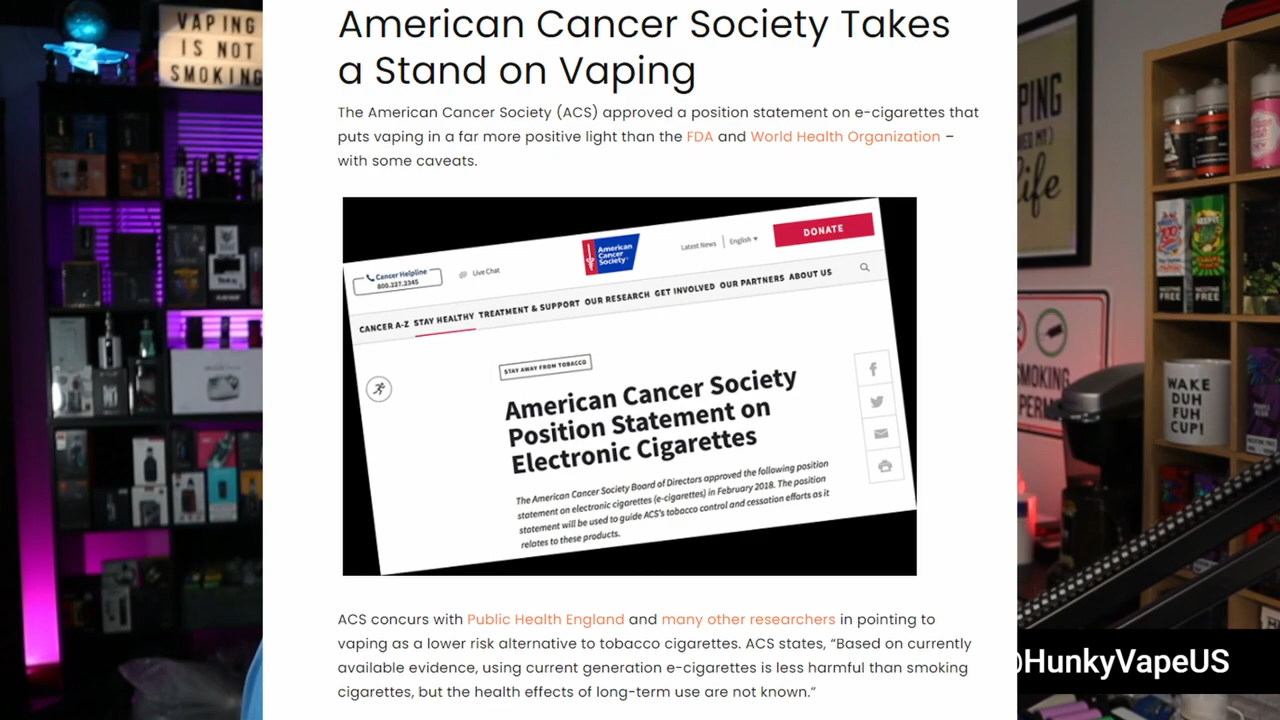 VAPING
IS NOT
SMOKING
American Cancer Society Takes
a Stand on Vaping
The American Cancer Society (ACS) approved a position statement on e-cigarettes that
puts vaping in a far more positive light than the FDA and World Health Organization –
with some caveats.
Cancer Helpline
800.227.2345
Live Chat
American
Cancer
Society
Latest News
English
DONATE
CANCER A-Z STAY HEALTHY TREATMENT & SUPPORT OUR RESEARCH GET INVOLVED OUR PARTNERS ABOUT US
STAY AWAY FROM TOBACCO
American Cancer Society
Position Statement on
Electronic Cigarettes
The American Cancer Society Board of Directors approved the following position
statement on electronic cigarettes (e-cigarettes) in February 2018. The position
statement will be used to guide ACS's tobacco control and cessation efforts as it
relates to these products.
ACS concurs with Public Health England and many other researchers in pointing to
vaping as a lower risk alternative to tobacco cigarettes. ACS states, “Based on currently
available evidence, using current generation e-cigarettes is less harmful than smoking
cigarettes, but the health effects of long-term use are not known.”
PING
life
NICOTINE
FREE
NICOTINE
FREE
MOKING
PERM
WAKE
DUH
FUH
CUP!
@HunkyVapeUS